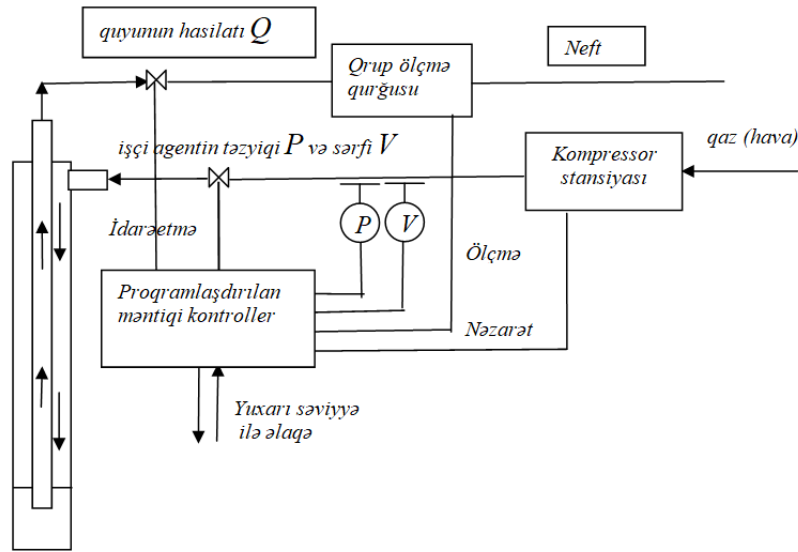 quyunun hasilatı Q
Qrup ölçmə
qurğusu
Neft
işçi agentin təzyiqi P və sərfi V
Kompressor
stansiyası
qaz (hava)
İdarəetmə
P
V
Ölçmə
Proqramlaşdırılan
məntiqi kontroller
Nəzarət
Yuxarı səviyyə
ilə əlaqə